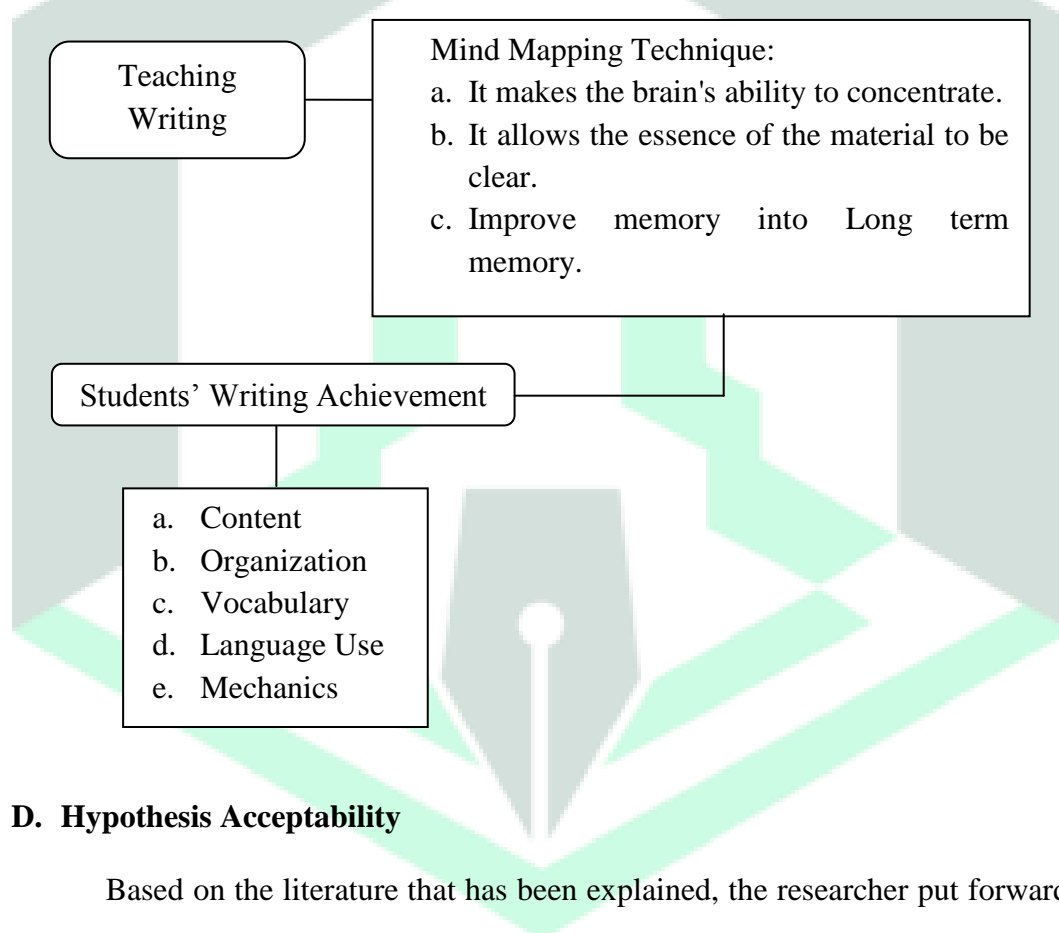 Teaching
Writing
Mind Mapping Technique:
a. It makes the brain's ability to concentrate.
b. It allows the essence of the material to be
clear.
c. Improve memory into Long term
memory.
Students’ Writing Achievement
a. Content
b. Organization
c. Vocabulary
d. Language Use
e. Mechanics
D. Hypothesis Acceptability
Based on the literature that has been explained, the researcher put forward